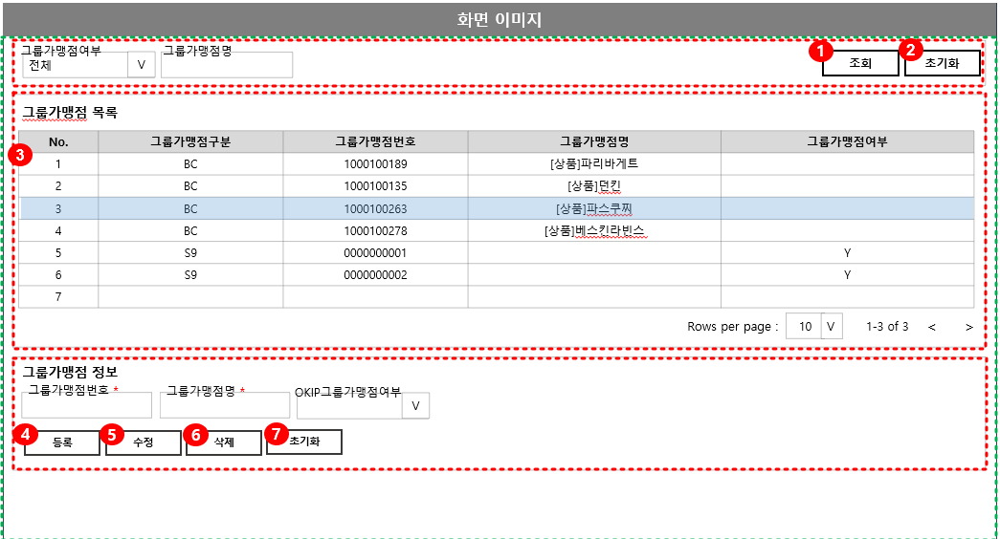 화면 이미지
그룹가맹점여부 그룹가맹점명
전체 V
1 조회 2 초기화
그룹가맹점 목록
3
No. 그룹가맹점구분 그룹가맹점번호 그룹가맹점명 그룹가맹점여부
1 BC 1000100189 [상품]파리바게트
2 BC 1000100135 [상품]던킨
3 BC 1000100263 [상품]파스쿠찌
4 BC 1000100278 [상품]베스킨라빈스
5 S9 0000000001 Y
6 S9 0000000002 Y
7
Rows per page : 10 V 1-3 of 3 < >
그룹가맹점 정보
그룹가맹점번호 * 그룹가맹점명 * OKIP그룹가맹점여부
V
4 등록 5 수정 6 삭제 7 초기화